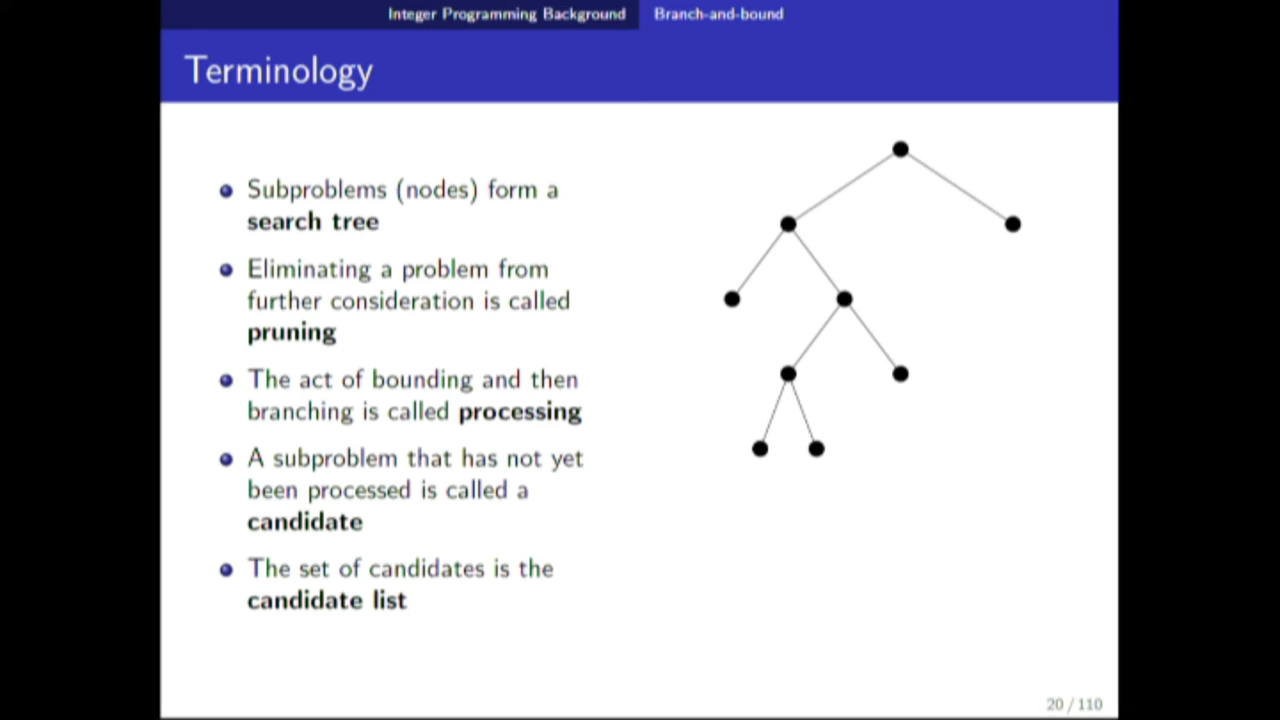 Integer Programming Background
Branch-and-bound
Terminology
Subproblems (nodes) form a
search tree
Eliminating a problem from
further consideration is called
pruning
The act of bounding and then
branching is called processing
A subproblem that has not yet
been processed is called a
candidate
The set of candidates is the
candidate list
20 / 110